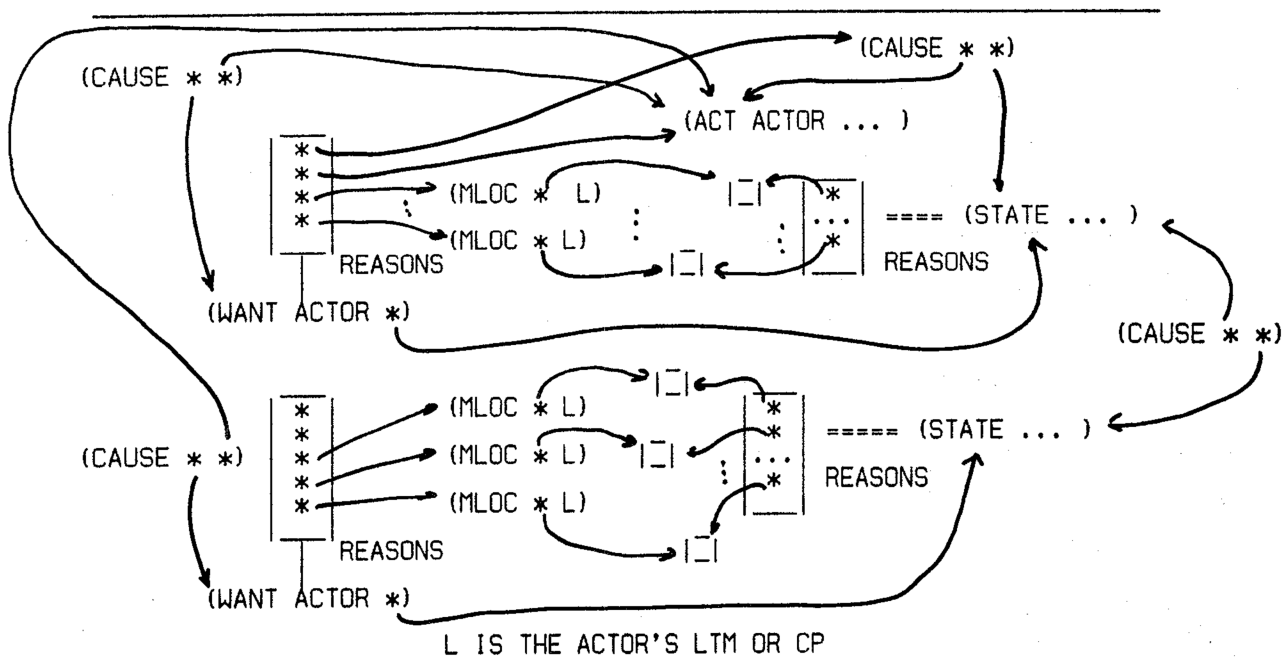 (CAUSE * *)
(CAUSE * *)
(ACT ACTOR ... )
*
*
*
*
REASONS
(MLOC * L)
(MLOC * L)
|_|
|_|
*
...
*
REASONS
==== (STATE ... )
(WANT ACTOR *)
(CAUSE * *)
(CAUSE * *)
*
*
*
*
*
REASONS
(MLOC * L)
(MLOC * L)
(MLOC * L)
|_|
|_|
|_|
*
*
...
*
REASONS
===== (STATE ... )
(WANT ACTOR *)
L IS THE ACTOR'S LTM OR CP